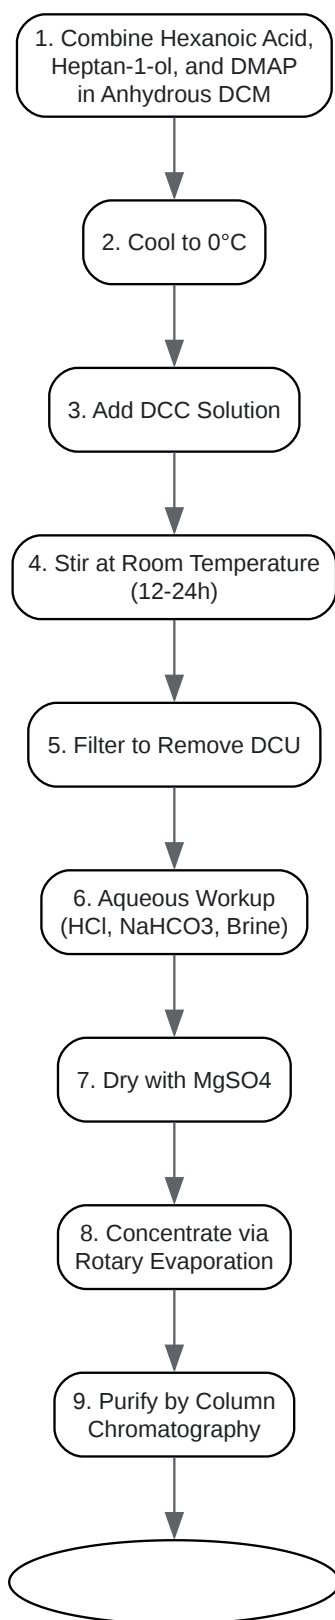 1. Combine Hexanoic Acid,
Heptan-1-ol, and DMAP
in Anhydrous DCM
2. Cool to 0°C
3. Add DCC Solution
4. Stir at Room Temperature
(12-24h)
5. Filter to Remove DCU
6. Aqueous Workup
(HCl, NaHCO3, Brine)
7. Dry with MgSO4
8. Concentrate via
Rotary Evaporation
9. Purify by Column
Chromatography